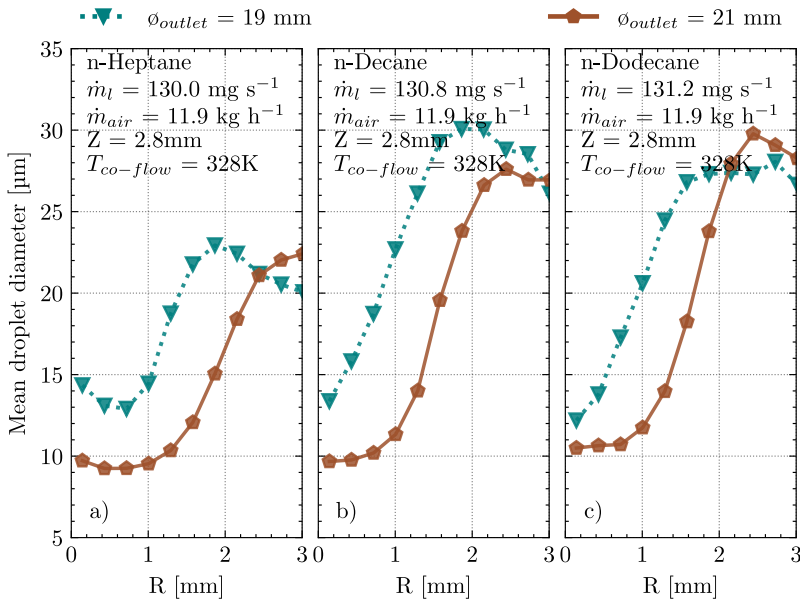 ø_outlet = 19 mm
ø_outlet = 21 mm
Mean droplet diameter [µm]
35
30
25
20
15
10
5
n-Heptane
ṁ_l = 130.0 mg s⁻¹
ṁ_air = 11.9 kg h⁻¹
Z = 2.8mm
T_co−flow = 328K
a)
0 1 2 3
R [mm]
n-Decane
ṁ_l = 130.8 mg s⁻¹
ṁ_air = 11.9 kg h⁻¹
Z = 2.8mm
T_co−flow = 328K
b)
0 1 2 3
R [mm]
n-Dodecane
ṁ_l = 131.2 mg s⁻¹
ṁ_air = 11.9 kg h⁻¹
Z = 2.8mm
T_co−flow = 328K
c)
0 1 2 3
R [mm]